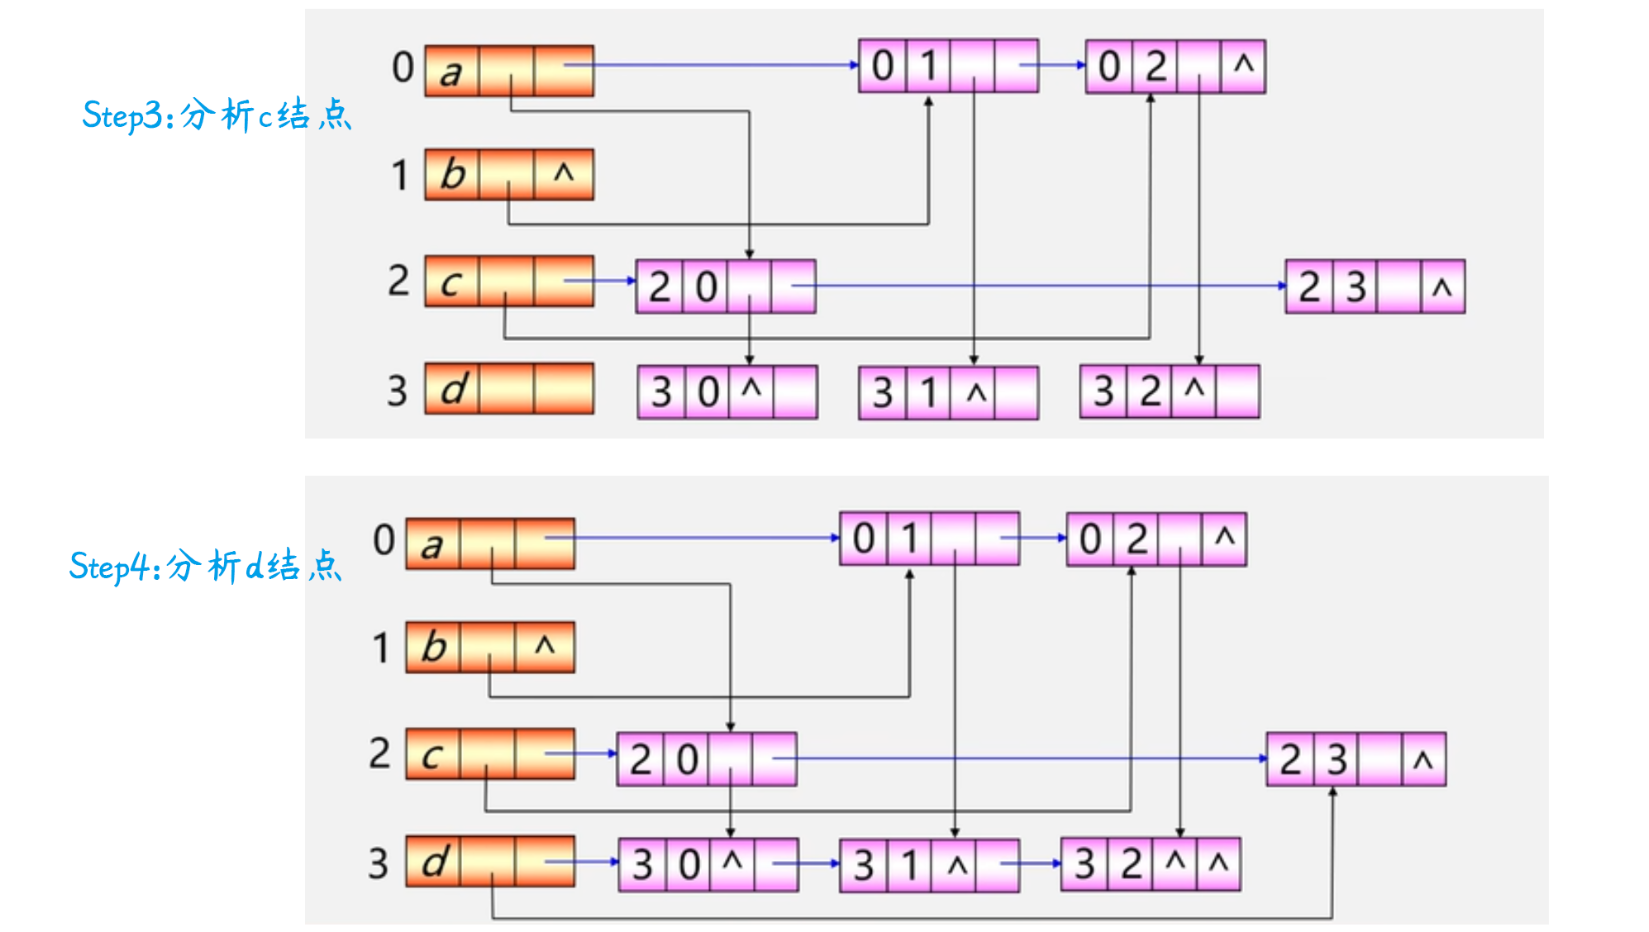 0 a 0 1 0 2 ^
Step3:分析c结点
1 b ^
2 c 2 0 2 3 ^
3 d 3 0 ^ 3 1 ^ 3 2 ^
0 a 0 1 0 2 ^
Step4:分析d结点
1 b ^
2 c 2 0 2 3 ^
3 d 3 0 ^ 3 1 ^ 3 2 ^ ^